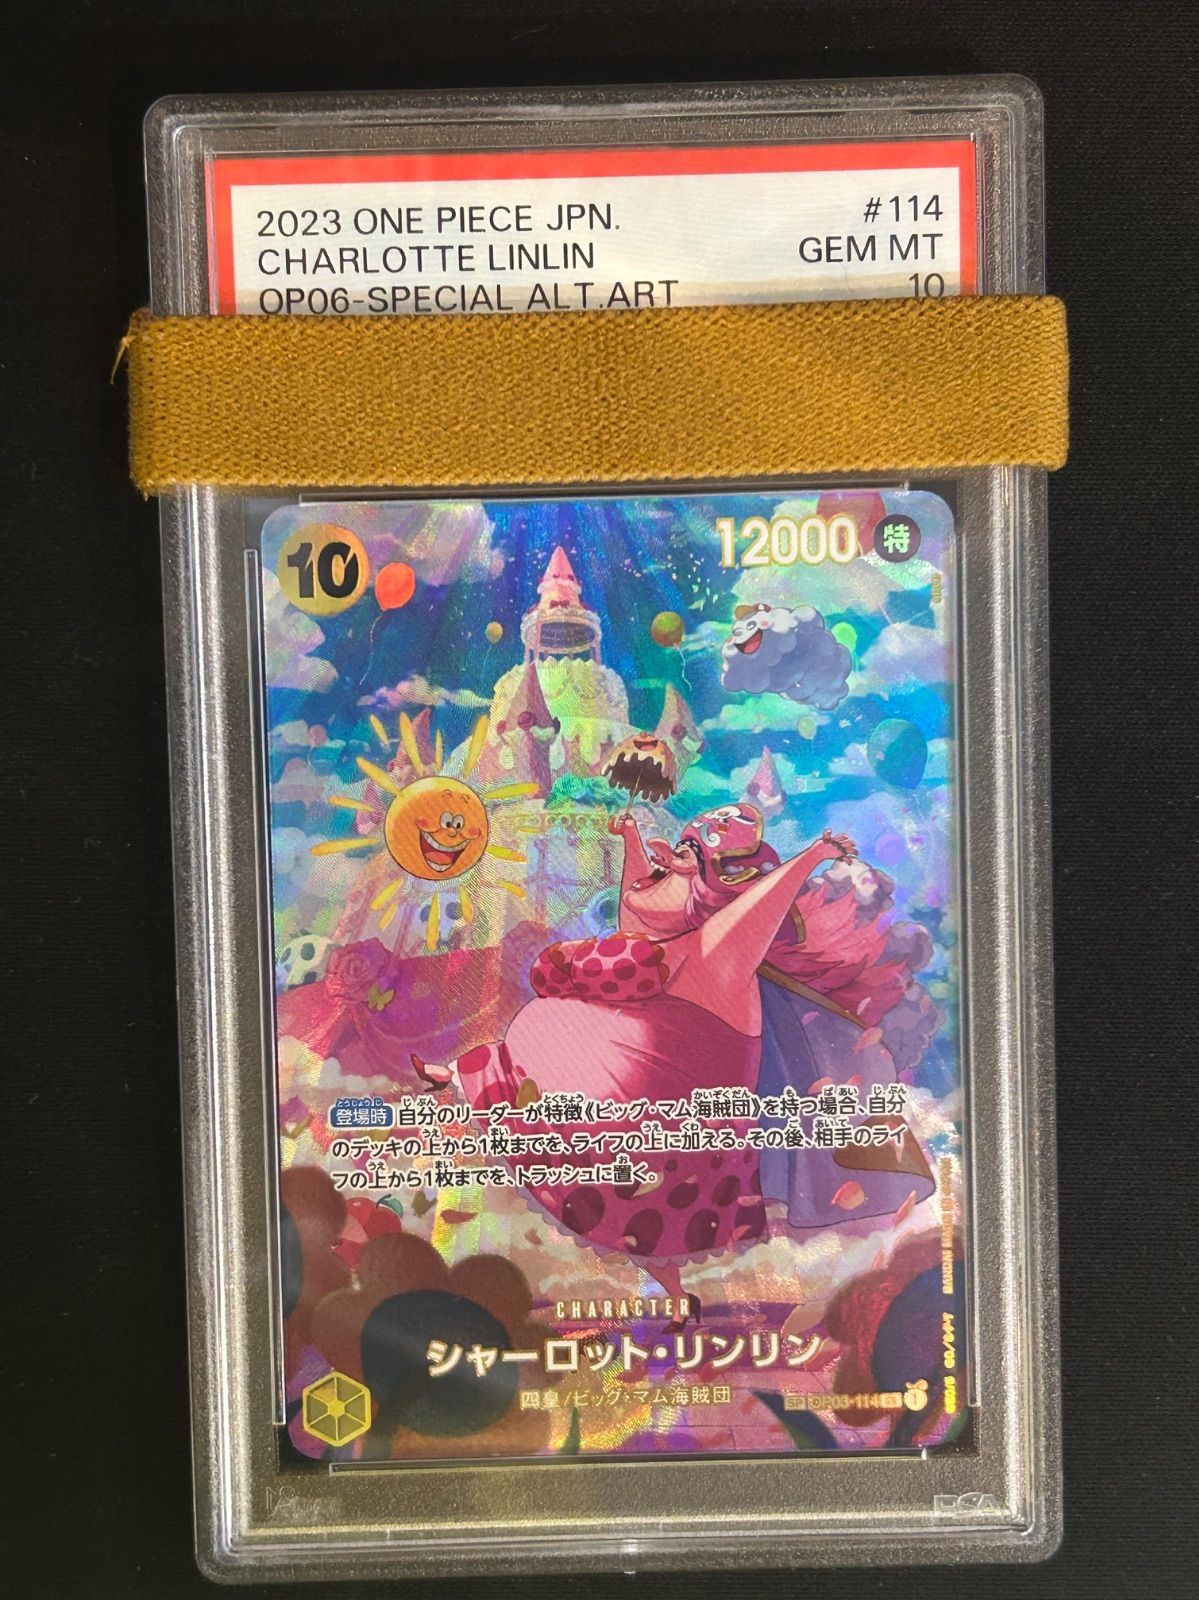 2023 ONE PIECE JPN.
#114
CHARLOTTE LINLIN
GEM MT
OP06-SPECIAL ALT.ART
10
10
12000
特
登場時 自分のリーダーが特徴《ビッグ・マム海賊団》を持つ場合、自分
のデッキの上から1枚までを、ライフの上に加える。その後、相手のライ
フの上から1枚までを、トラッシュに置く。
CHARACTER
シャーロット・リンリン
四皇/ビッグ・マム海賊団
SP OP03-114 SR 1
PSA